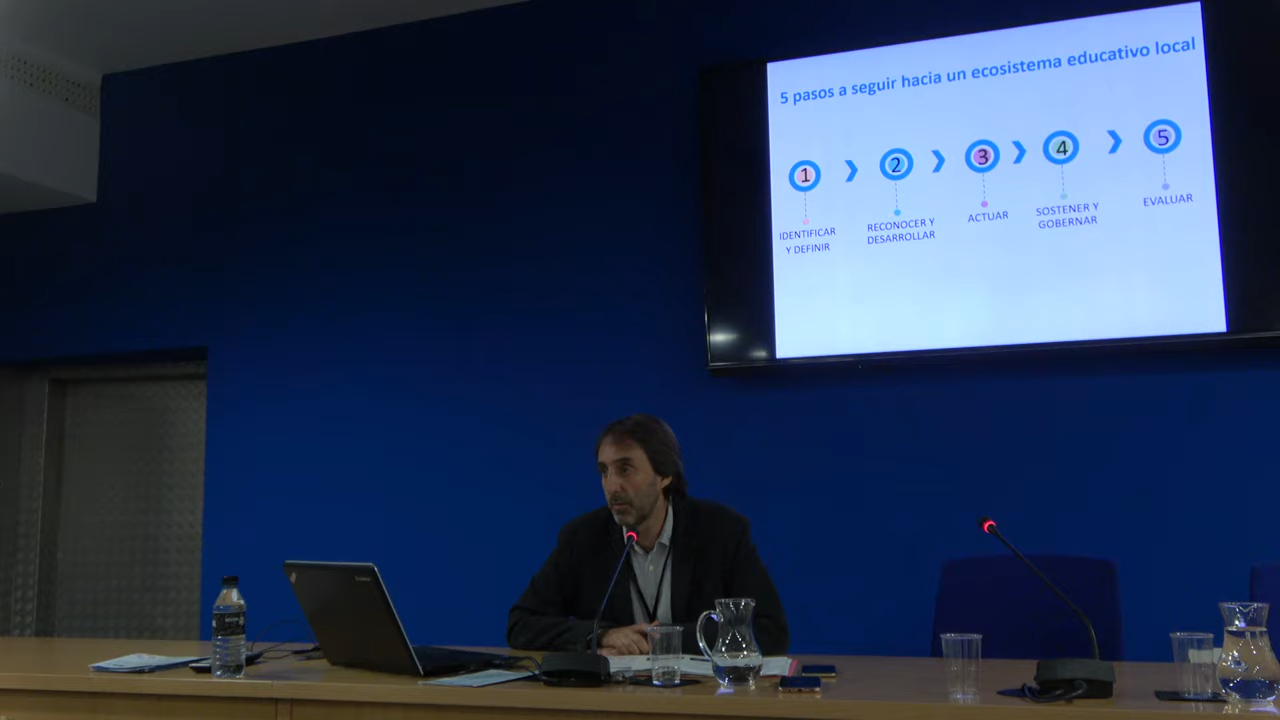 5 pasos a seguir hacia un ecosistema educativo local
1
2
3
4
5
IDENTIFICAR
Y DEFINIR
RECONOCER Y
DESARROLLAR
ACTUAR
SOSTENER Y
GOBERNAR
EVALUAR